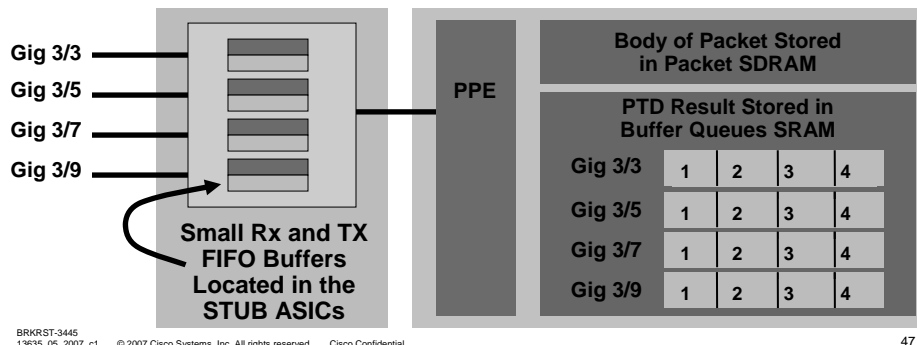 Gig 3/3
Gig 3/5
Gig 3/7
Gig 3/9
Small Rx and TX
FIFO Buffers
Located in the
STUB ASICs
PPE
Body of Packet Stored
in Packet SDRAM
PTD Result Stored in
Buffer Queues SRAM
Gig 3/3 1 2 3 4
Gig 3/5 1 2 3 4
Gig 3/7 1 2 3 4
Gig 3/9 1 2 3 4
BRKRST-3445
13635_05_2007_c1 © 2007 Cisco Systems, Inc. All rights reserved. Cisco Confidential
47